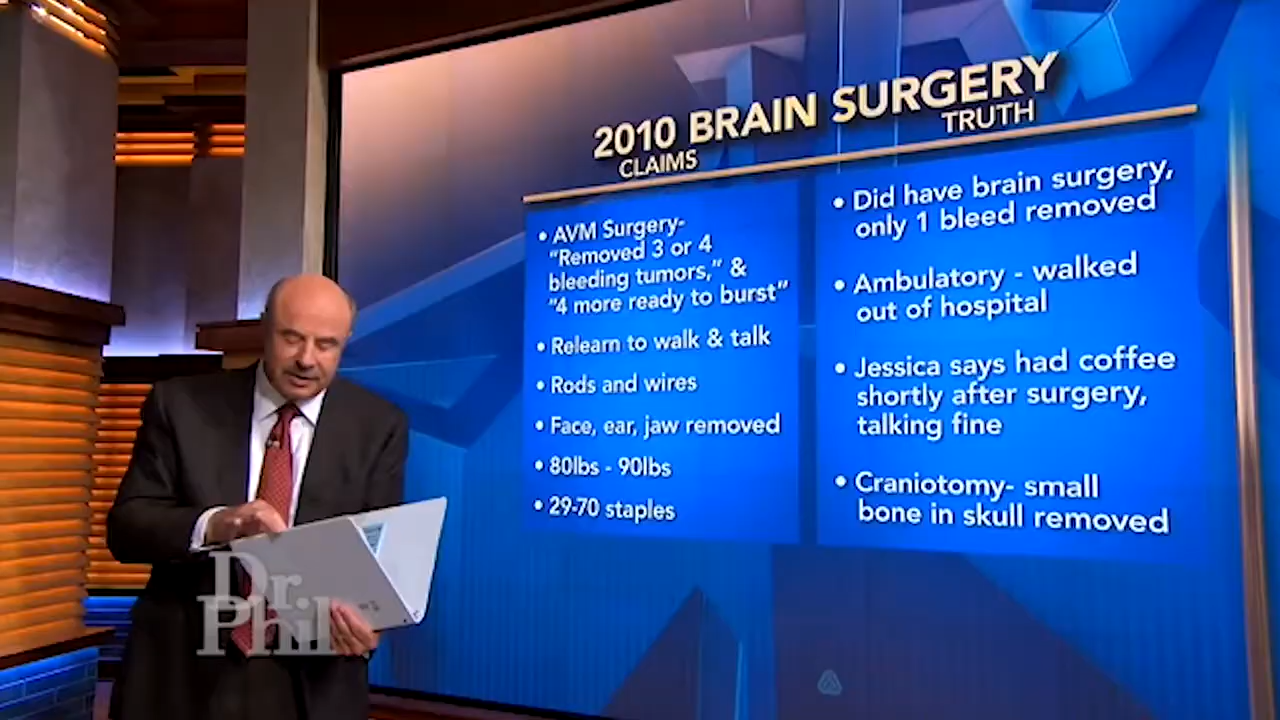 2010 BRAIN SURGERY
CLAIMS
TRUTH
• AVM Surgery-
"Removed 3 or 4
bleeding tumors," &
"4 more ready to burst"
• Relearn to walk & talk
• Rods and wires
• Face, ear, jaw removed
• 80lbs - 90lbs
• 29-70 staples
• Did have brain surgery,
only 1 bleed removed
• Ambulatory - walked
out of hospital
• Jessica says had coffee
shortly after surgery,
talking fine
• Craniotomy- small
bone in skull removed
Dr.
Phil